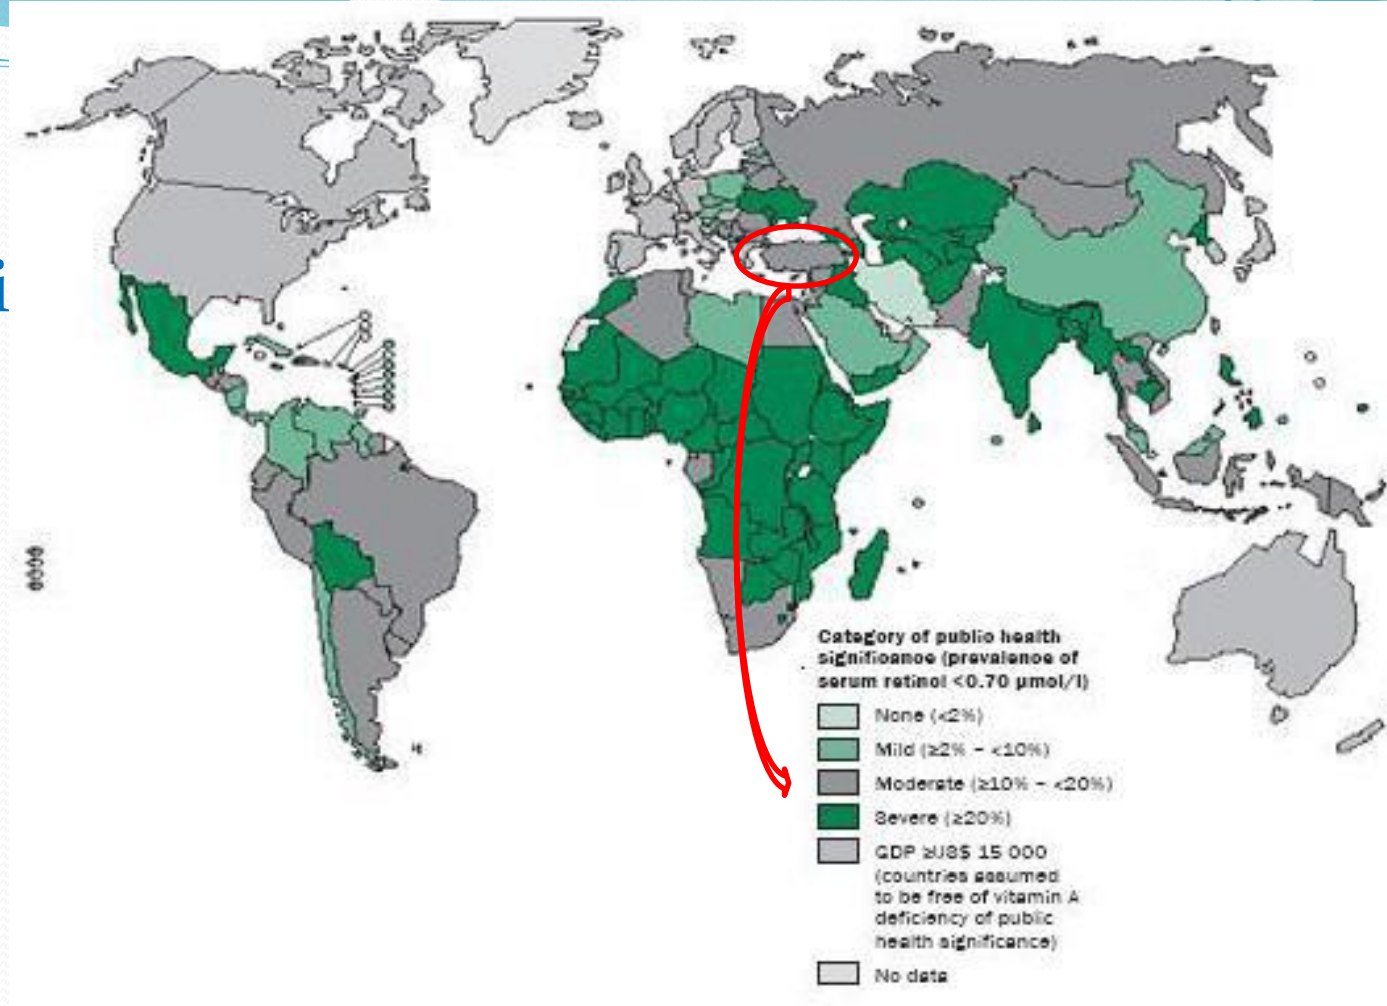 i
Category of public health
significance (prevalence of
serum retinol <0.70 µmol/l)
None (<2%)
Mild (≥2% – <10%)
Moderate (≥10% – <20%)
Severe (≥20%)
GDP ≥US$ 15 000
(countries assumed
to be free of vitamin A
deficiency of public
health significance)
No data